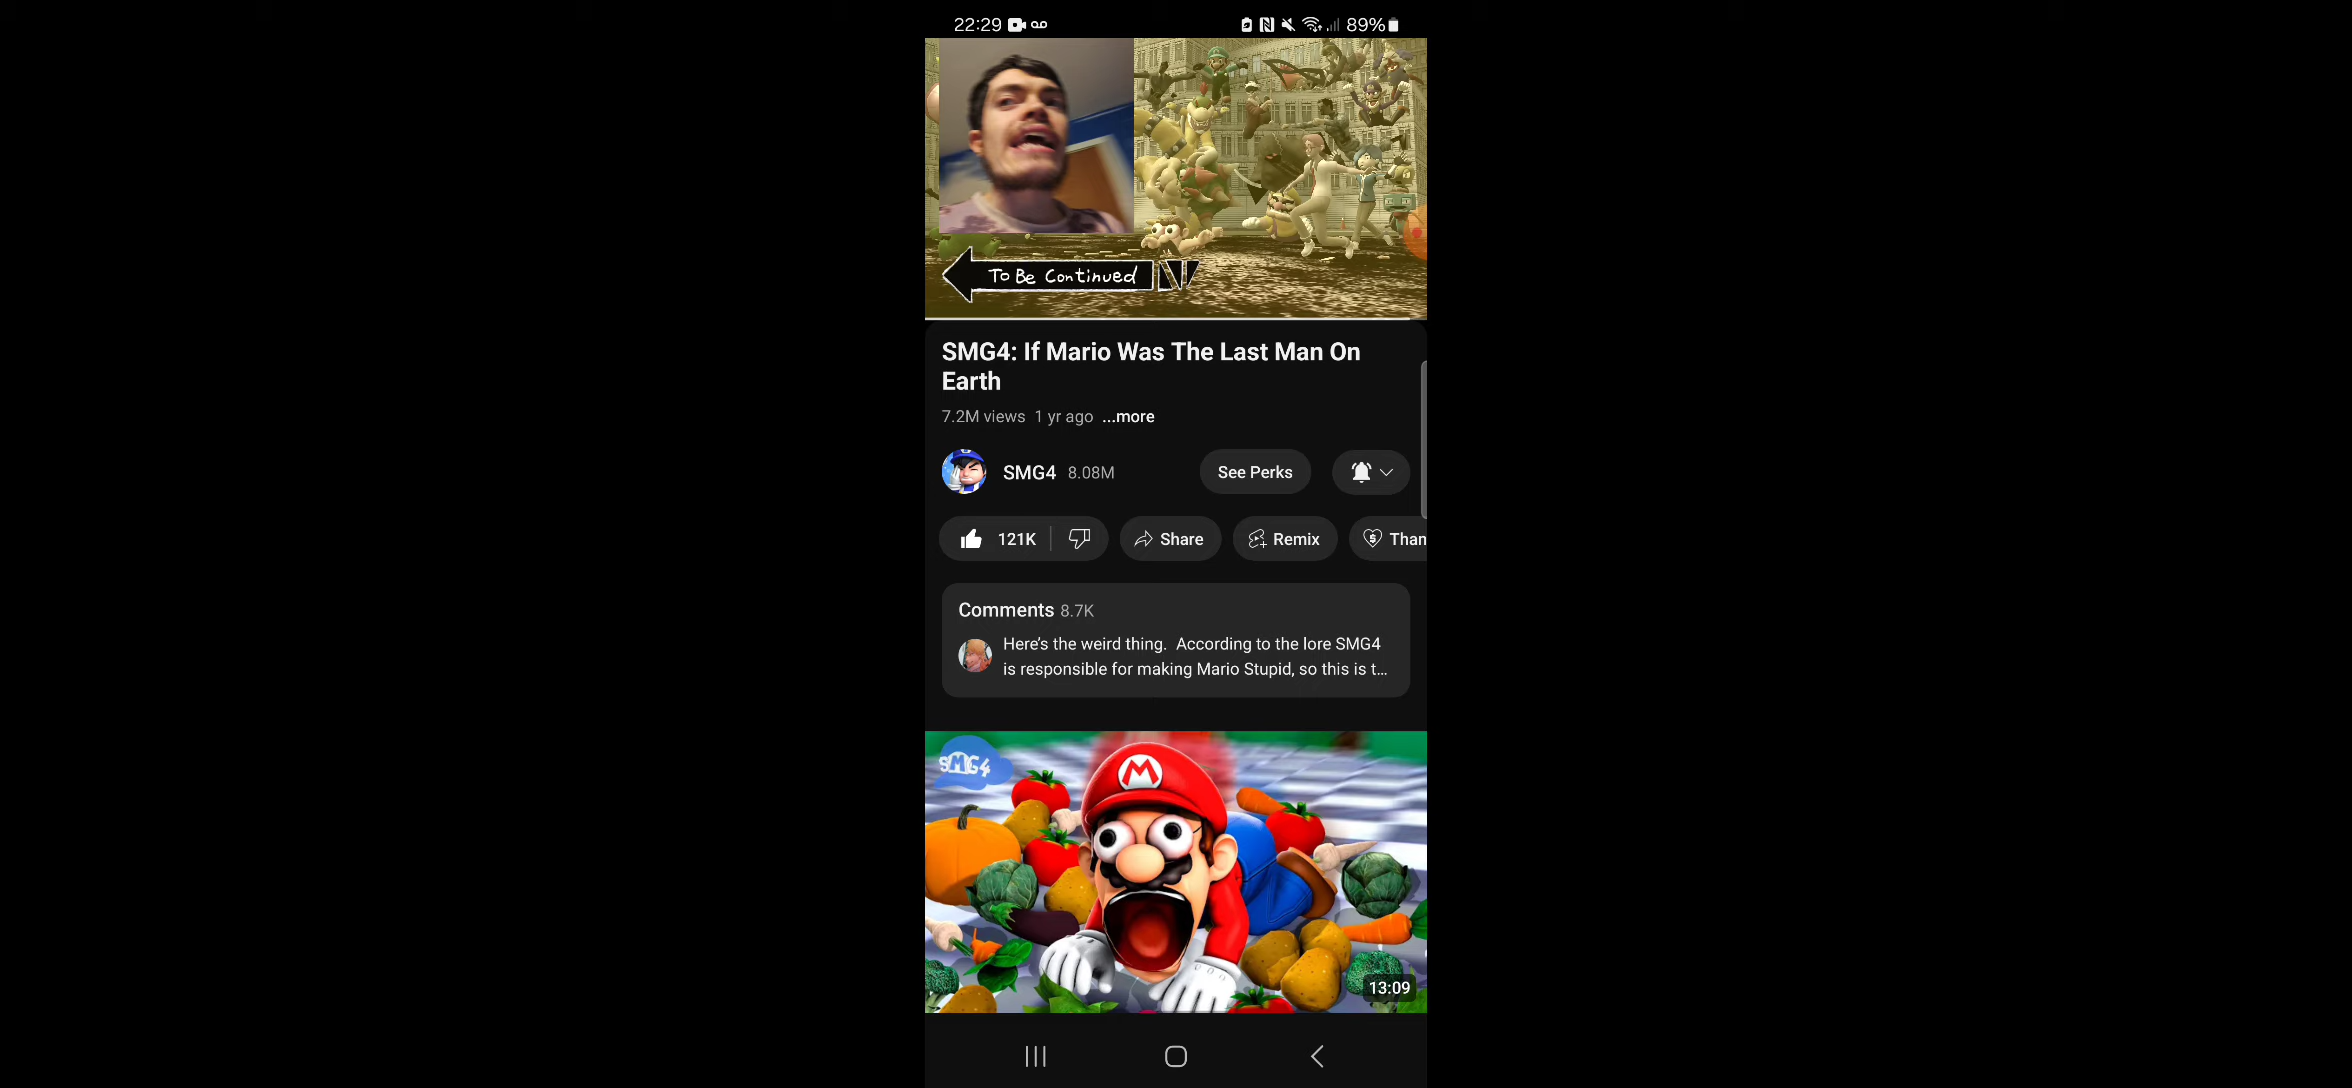 22:29 89%
To Be Continued
SMG4: If Mario Was The Last Man On
Earth
7.2M views 1 yr ago ...more
SMG4 8.08M See Perks
121K Share Remix Than
Comments 8.7K
Here's the weird thing. According to the lore SMG4
is responsible for making Mario Stupid, so this is t...
SMG4
M
13:09